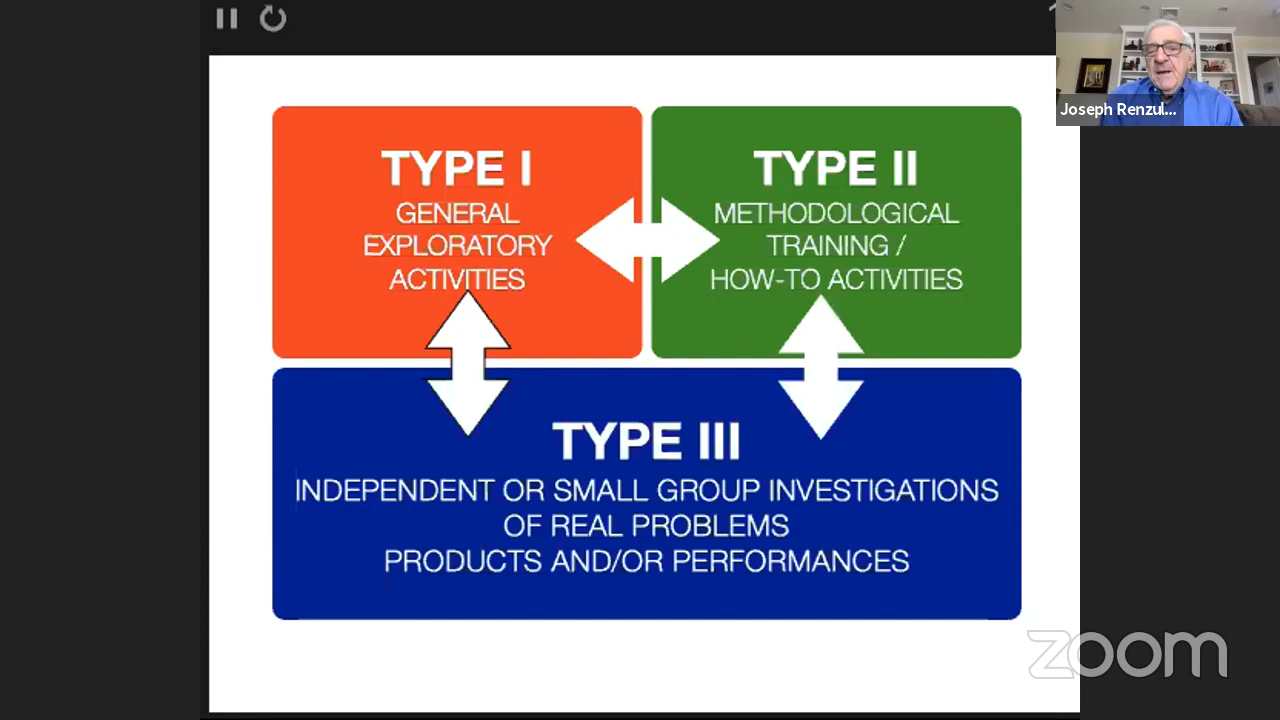 Joseph Renzul...
TYPE I
GENERAL
EXPLORATORY
ACTIVITIES
TYPE II
METHODOLOGICAL
TRAINING /
HOW-TO ACTIVITIES
TYPE III
INDEPENDENT OR SMALL GROUP INVESTIGATIONS
OF REAL PROBLEMS
PRODUCTS AND/OR PERFORMANCES
zoom